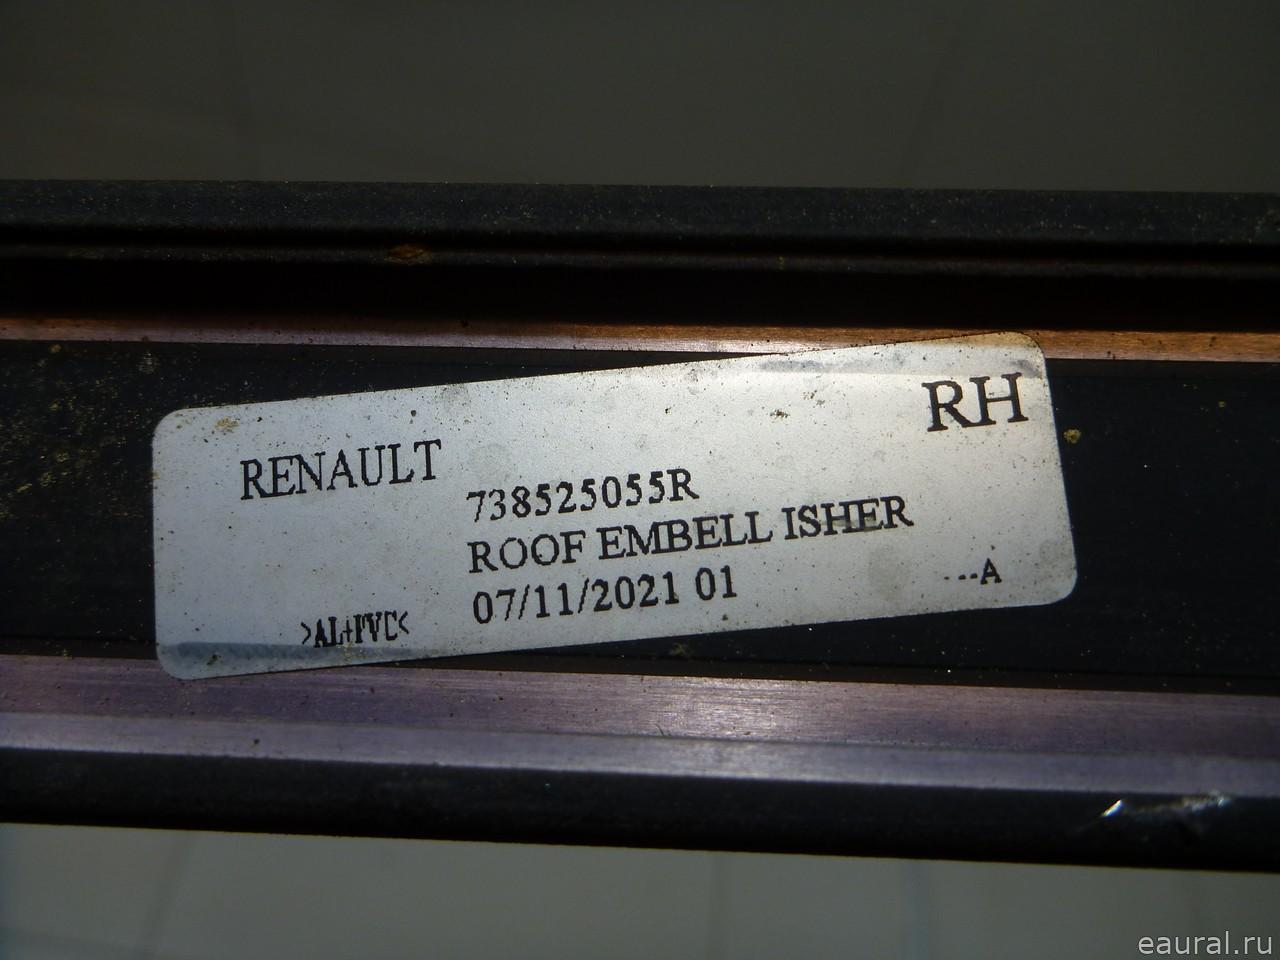 RH
RENAULT
738525055R
ROOF EMBELL ISHER
07/11/2021 01
---A
>AL+PVC<
eaural.ru